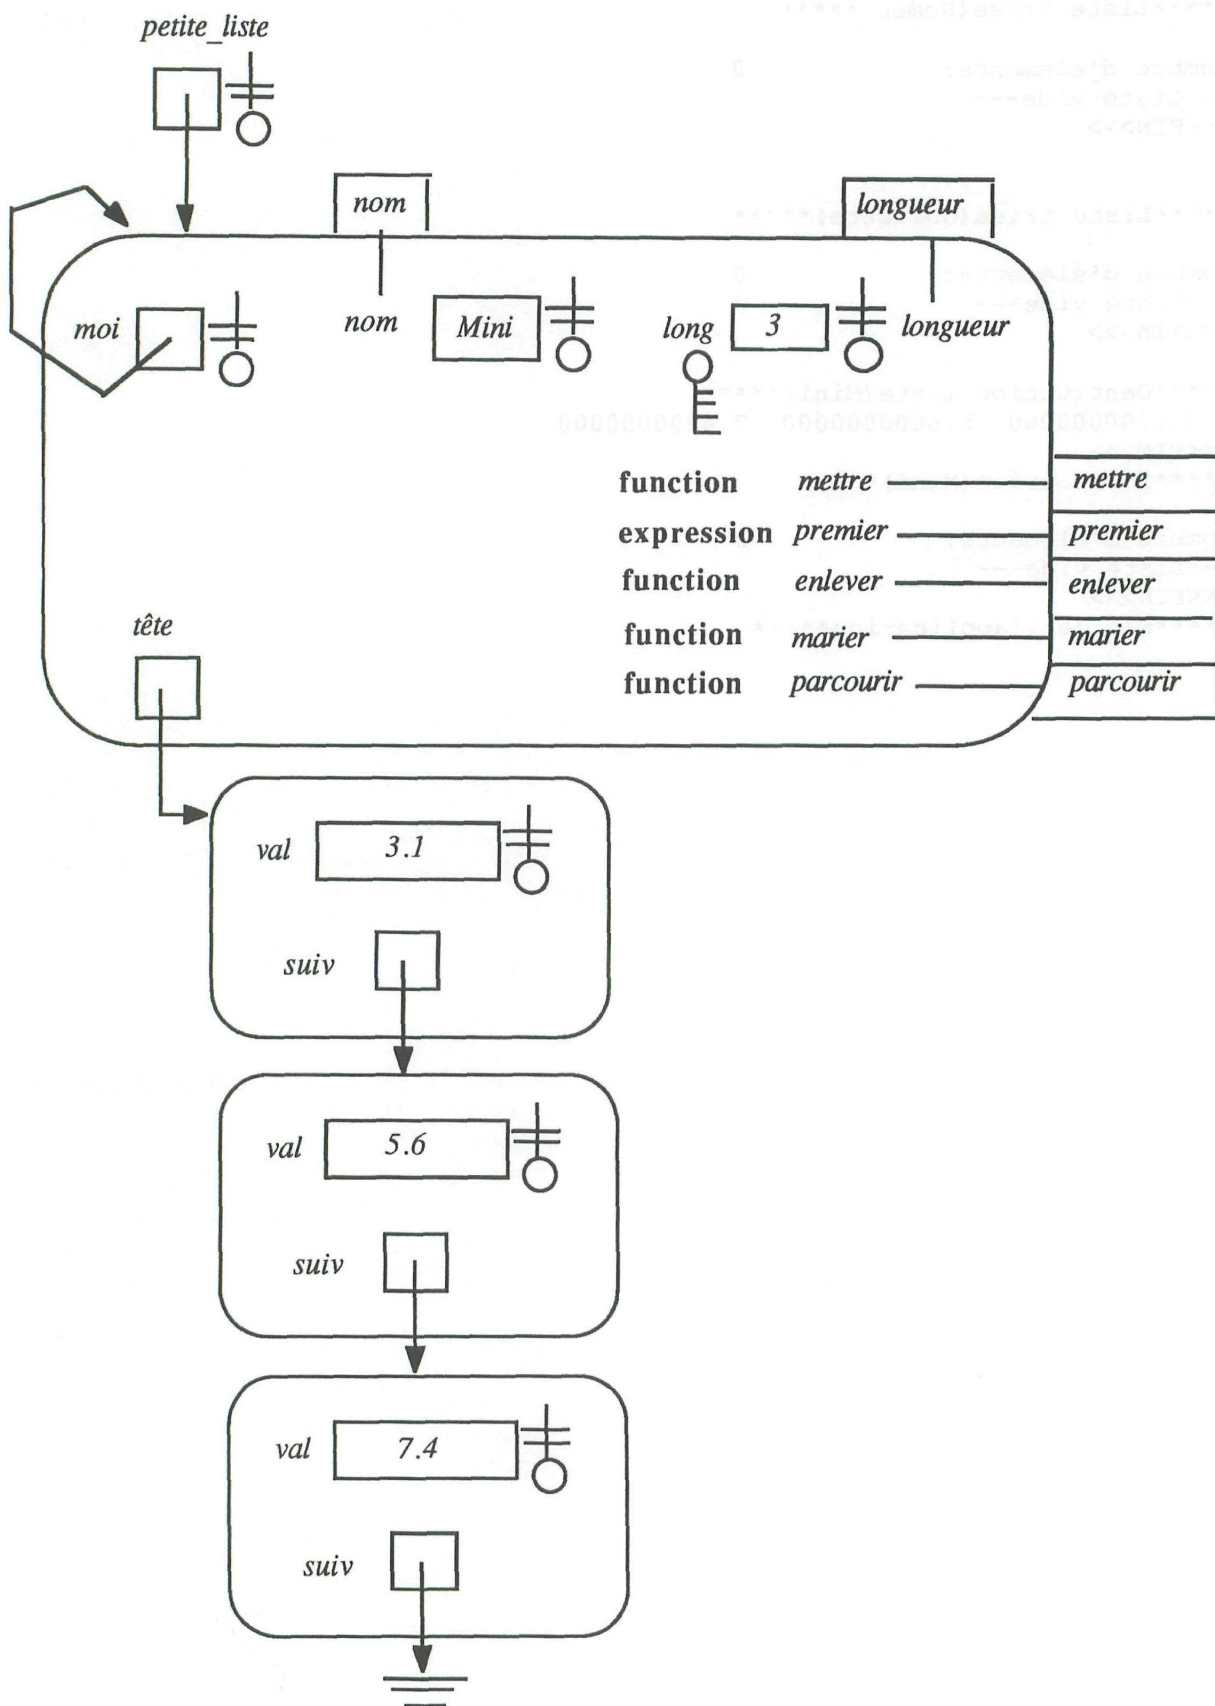 petite_liste
nom
longueur
moi
nom
Mini
long
3
longueur
function mettre mettre
expression premier premier
function enlever enlever
function marier marier
function parcourir parcourir
tête
val 3.1
suiv
val 5.6
suiv
val 7.4
suiv